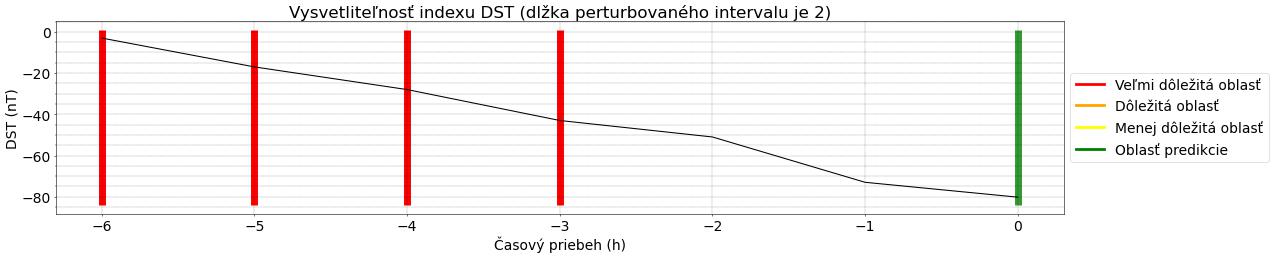 Vysvetliteľnosť indexu DST (dĺžka perturbovaného intervalu je 2)
DST (nT)
0
−20
−40
−60
−80
−6
−5
−4
−3
−2
−1
0
Časový priebeh (h)
Veľmi dôležitá oblasť
Dôležitá oblasť
Menej dôležitá oblasť
Oblasť predikcie